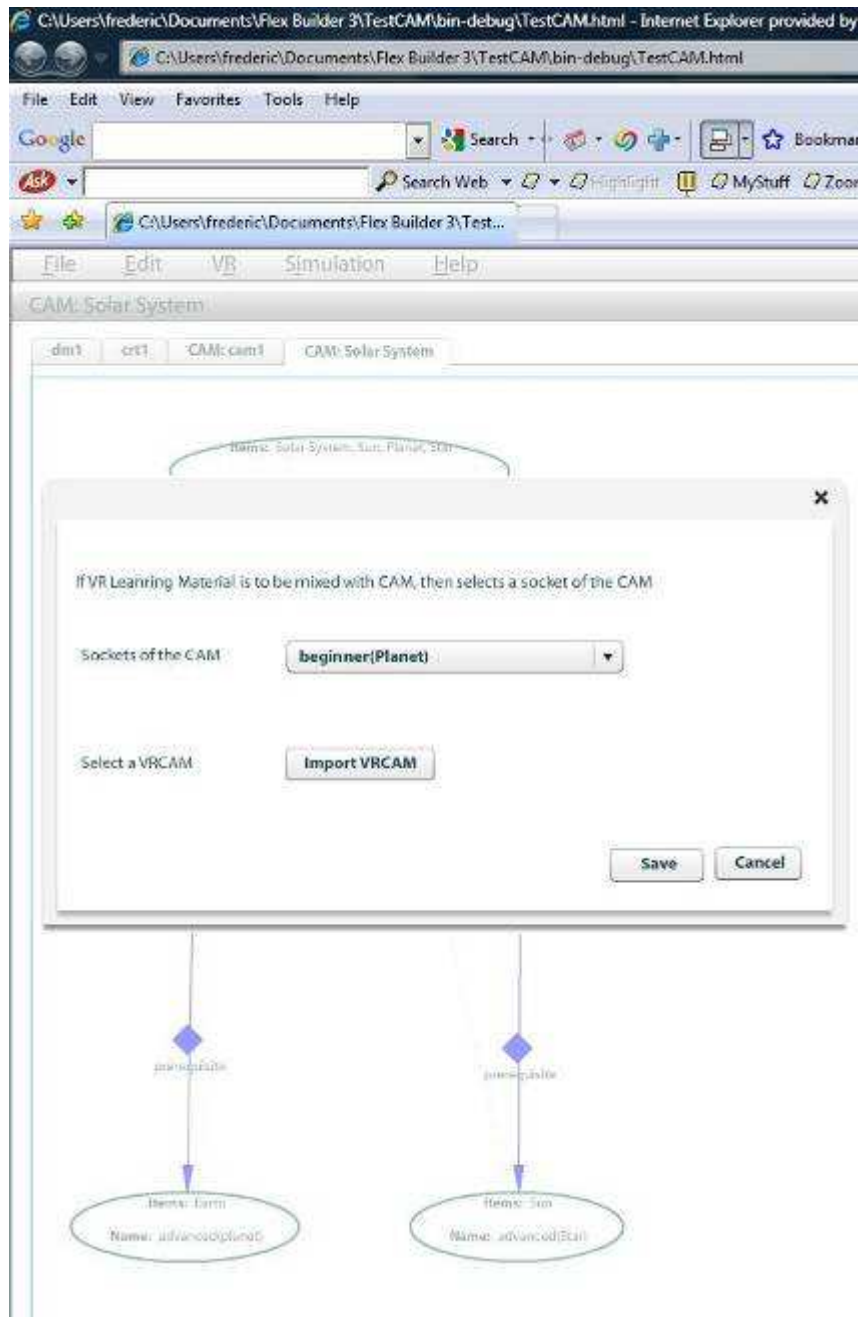 C:\Users\frederic\Documents\Flex Builder 3\TestCAM\bin-debug\TestCAM.html - Internet Explorer provided by
C:\Users\frederic\Documents\Flex Builder 3\TestCAM\bin-debug\TestCAM.html
File Edit View Favorites Tools Help
Google Search Bookmar
Ask Search Web Highlight MyStuff Zoo
C:\Users\frederic\Documents\Flex Builder 3\Test...
File Edit VR Simulation Help
CAM: Solar System
dm1 crt1 CAM: cam1 CAM: Solar System
Items: Solar System, Sun, Planet, Star
If VR Leanring Material is to be mixed with CAM, then selects a socket of the CAM
Sockets of the CAM beginner(Planet)
Select a VRCAM Import VRCAM
Save Cancel
prerequisite prerequisite
Items: Earth Items: Sun
Name: advanced(planet) Name: advanced(Star)